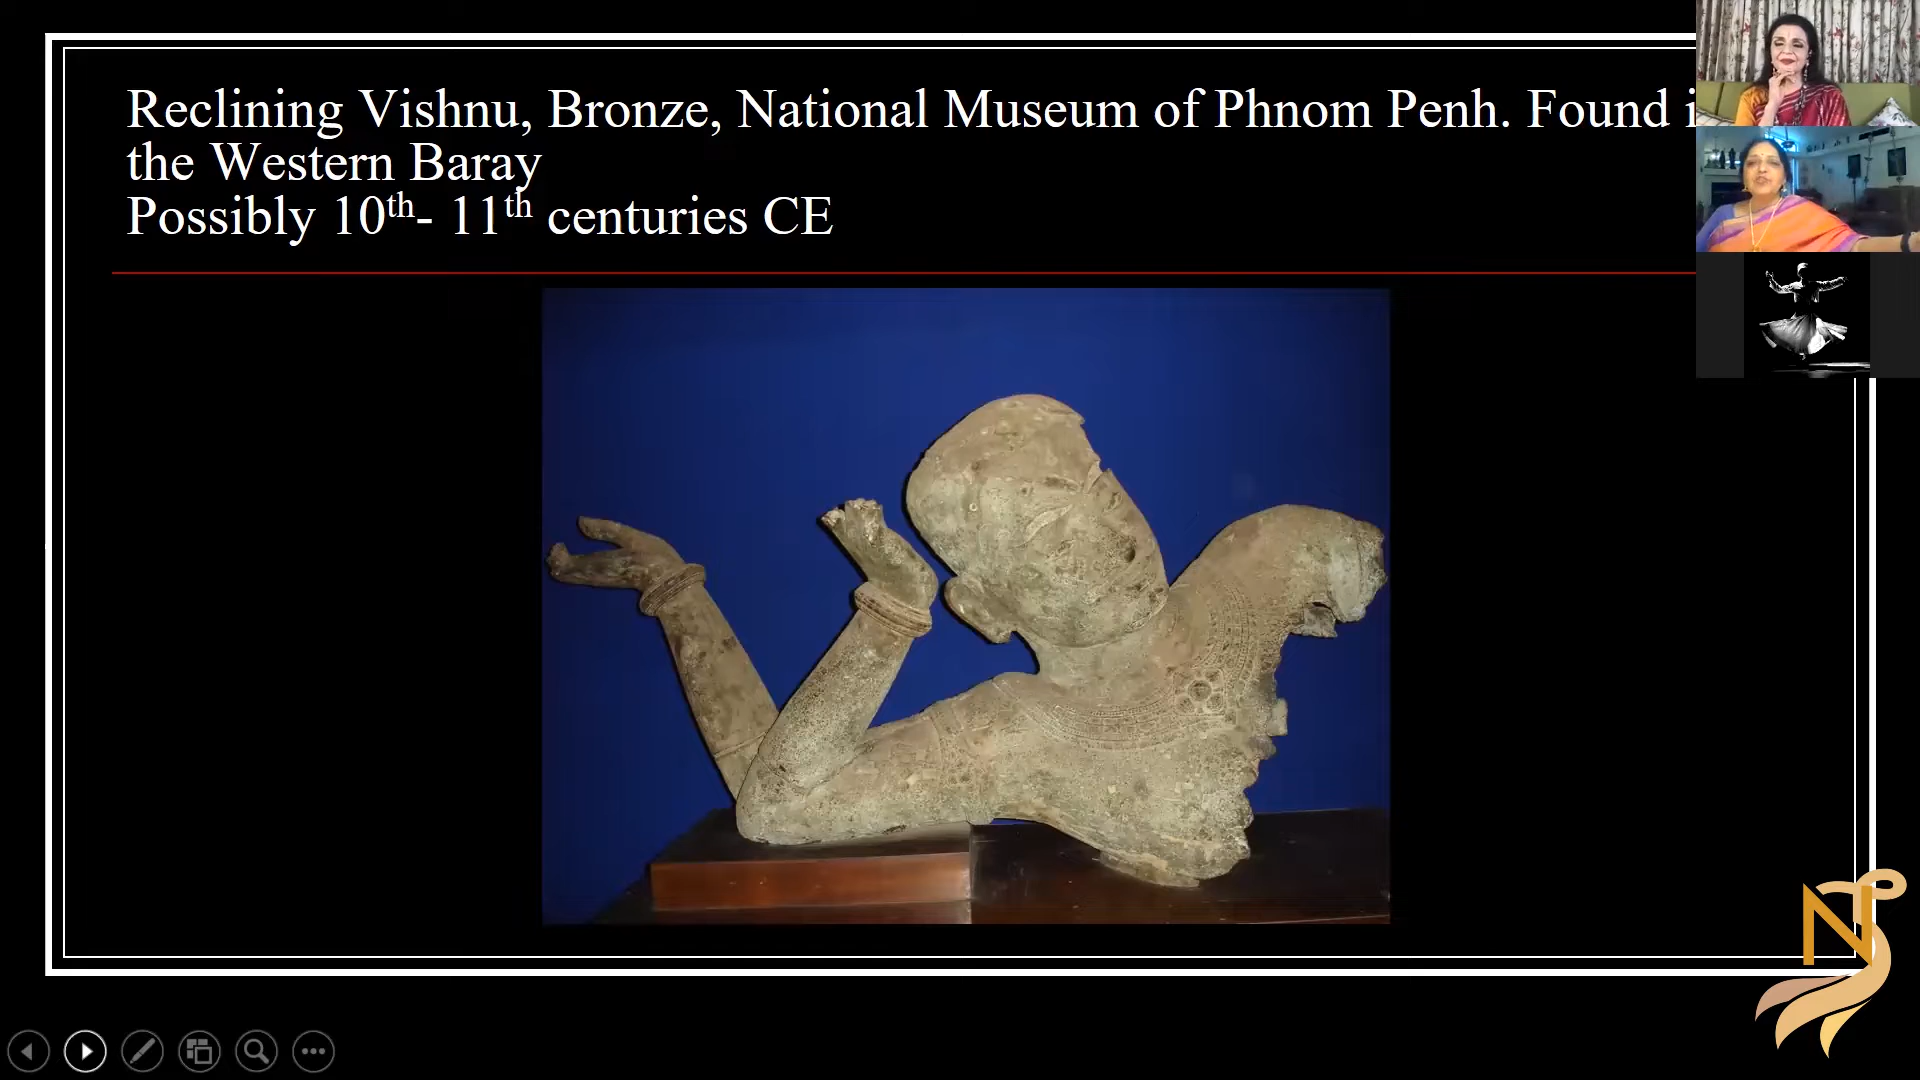 Reclining Vishnu, Bronze, National Museum of Phnom Penh. Found i
the Western Baray
Possibly 10th- 11th centuries CE
N